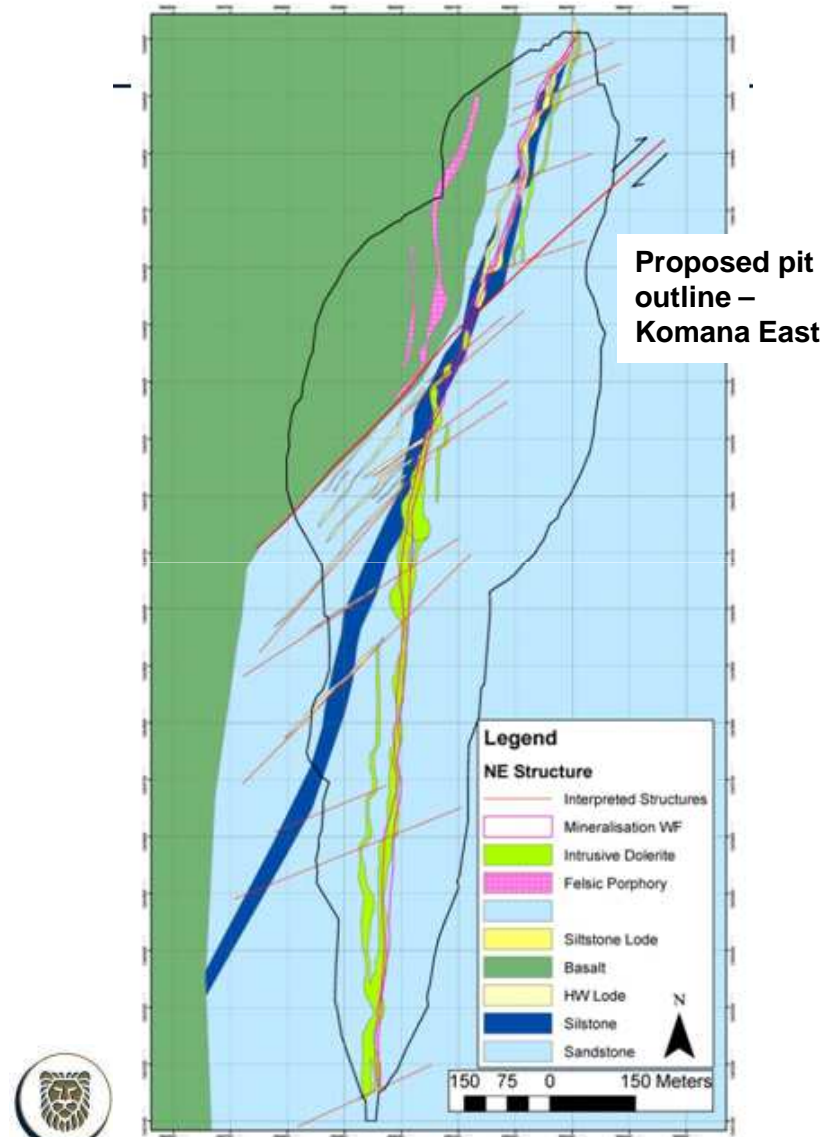 Proposed pit
outline –
Komana East
Legend
NE Structure
Interpreted Structures
Mineralisation WF
Intrusive Dolerite
Felsic Porphory
Siltstone Lode
Basalt
HW Lode
Silstone
Sandstone
N
150 75 0 150 Meters